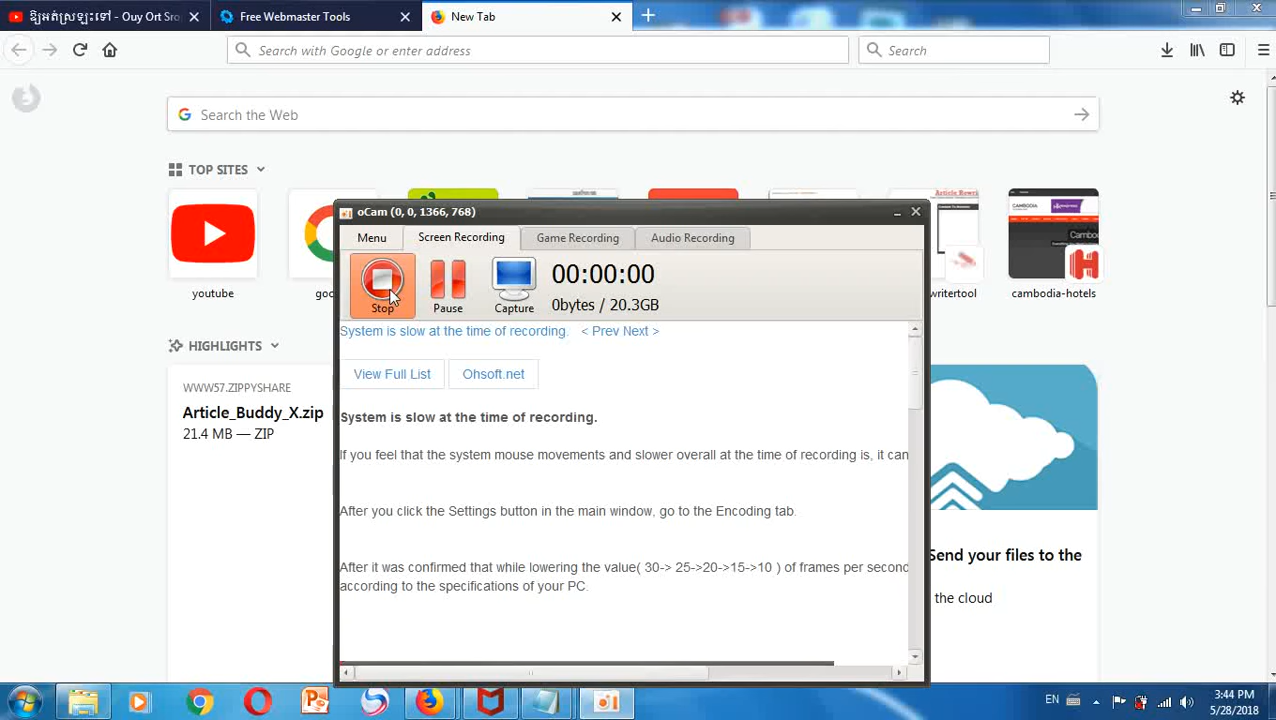 ឱ្យអត់ស្រឡះទៅ - Ouy Ort Sro
Free Webmaster Tools
New Tab
Search with Google or enter address
Search
Search the Web
TOP SITES
youtube
goo
writertool
CAMBODIA
cambodia-hotels
HIGHLIGHTS
WWW57.ZIPPYSHARE
Article_Buddy_X.zip
21.4 MB — ZIP
Send your files to the
the cloud
oCam (0, 0, 1366, 768)
Menu
Screen Recording
Game Recording
Audio Recording
Stop
Pause
Capture
00:00:00
0bytes / 20.3GB
System is slow at the time of recording. < Prev Next >
View Full List
Ohsoft.net
System is slow at the time of recording.
If you feel that the system mouse movements and slower overall at the time of recording is, it can
After you click the Settings button in the main window, go to the Encoding tab.
After it was confirmed that while lowering the value( 30-> 25->20->15->10 ) of frames per second
according to the specifications of your PC.
EN
3:44 PM
5/28/2018